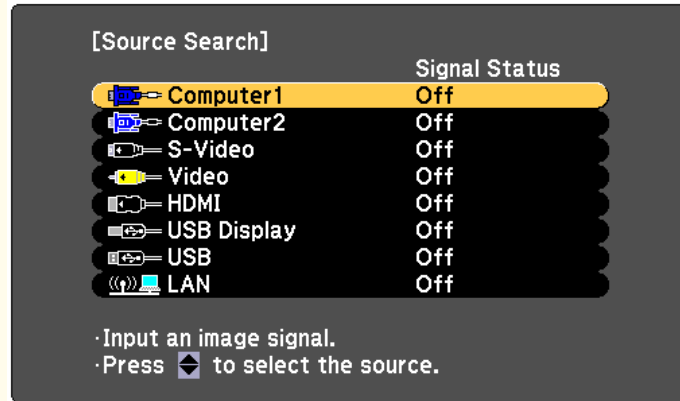 [Source Search]
Signal Status
Computer1 Off
Computer2 Off
S-Video Off
Video Off
HDMI Off
USB Display Off
USB Off
LAN Off
·Input an image signal.
·Press to select the source.